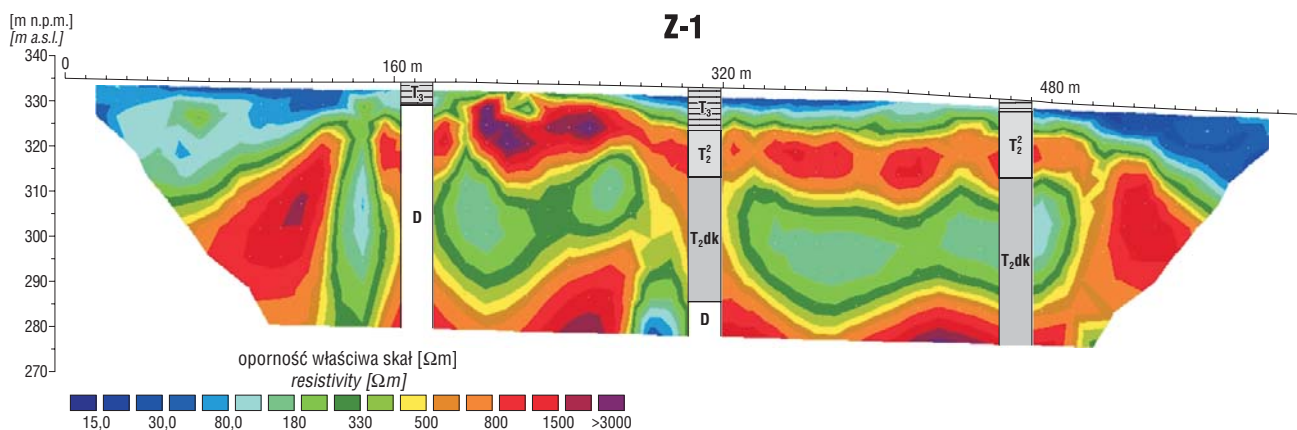 Z-1
[m n.p.m.]
[m a.s.l.]
340
330
320
310
300
290
280
270
0
160 m
320 m
480 m
T₃
D
T₃
T²₂
T₂dk
D
T²₂
T₂dk
oporność właściwa skał [Ωm]
resistivity [Ωm]
15,0 30,0 80,0 180 330 500 800 1500 >3000